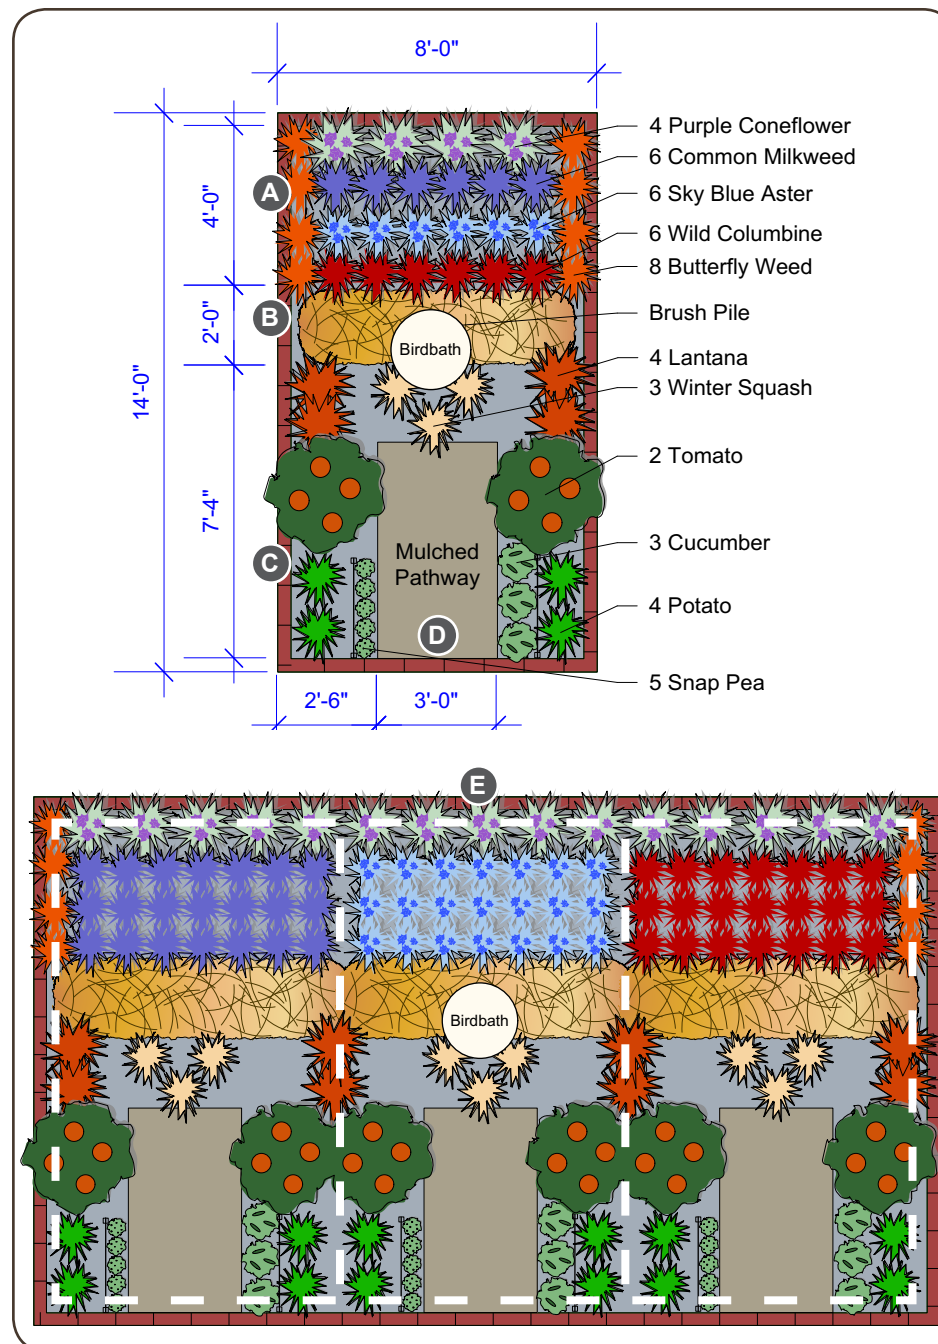 8'-0"
4 Purple Coneflower
6 Common Milkweed
A
6 Sky Blue Aster
4'-0"
6 Wild Columbine
8 Butterfly Weed
B
2'-0"
Brush Pile
Birdbath
4 Lantana
3 Winter Squash
14'-0"
2 Tomato
7'-4"
C
Mulched
Pathway
3 Cucumber
4 Potato
D
5 Snap Pea
2'-6"
3'-0"
E
Birdbath